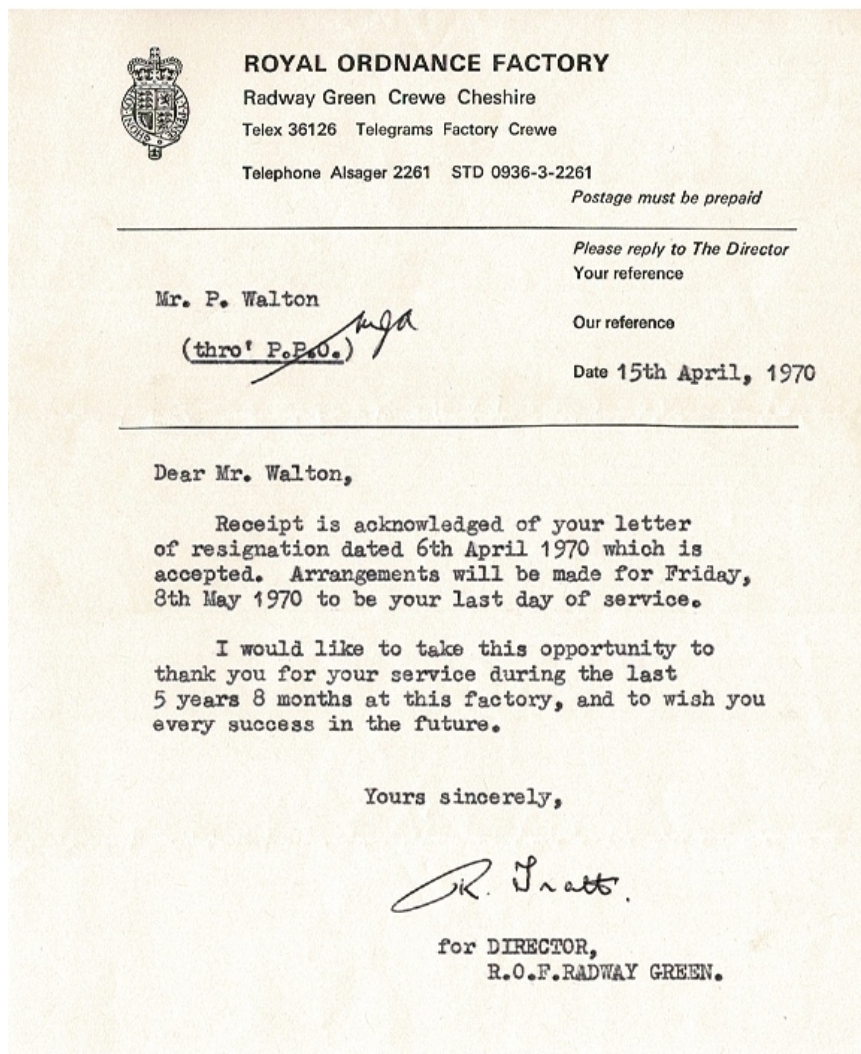 ROYAL ORDNANCE FACTORY
Radway Green Crewe Cheshire
Telex 36126 Telegrams Factory Crewe
Telephone Alsager 2261 STD 0936-3-2261
Postage must be prepaid
Please reply to The Director
Your reference
Mr. P. Walton
Our reference
(thro' P.P.O.)
Date 15th April, 1970
Dear Mr. Walton,
Receipt is acknowledged of your letter
of resignation dated 6th April 1970 which is
accepted. Arrangements will be made for Friday,
8th May 1970 to be your last day of service.
I would like to take this opportunity to
thank you for your service during the last
5 years 8 months at this factory, and to wish you
every success in the future.
Yours sincerely,
R. Tratt.
for DIRECTOR,
R.O.F.RADWAY GREEN.